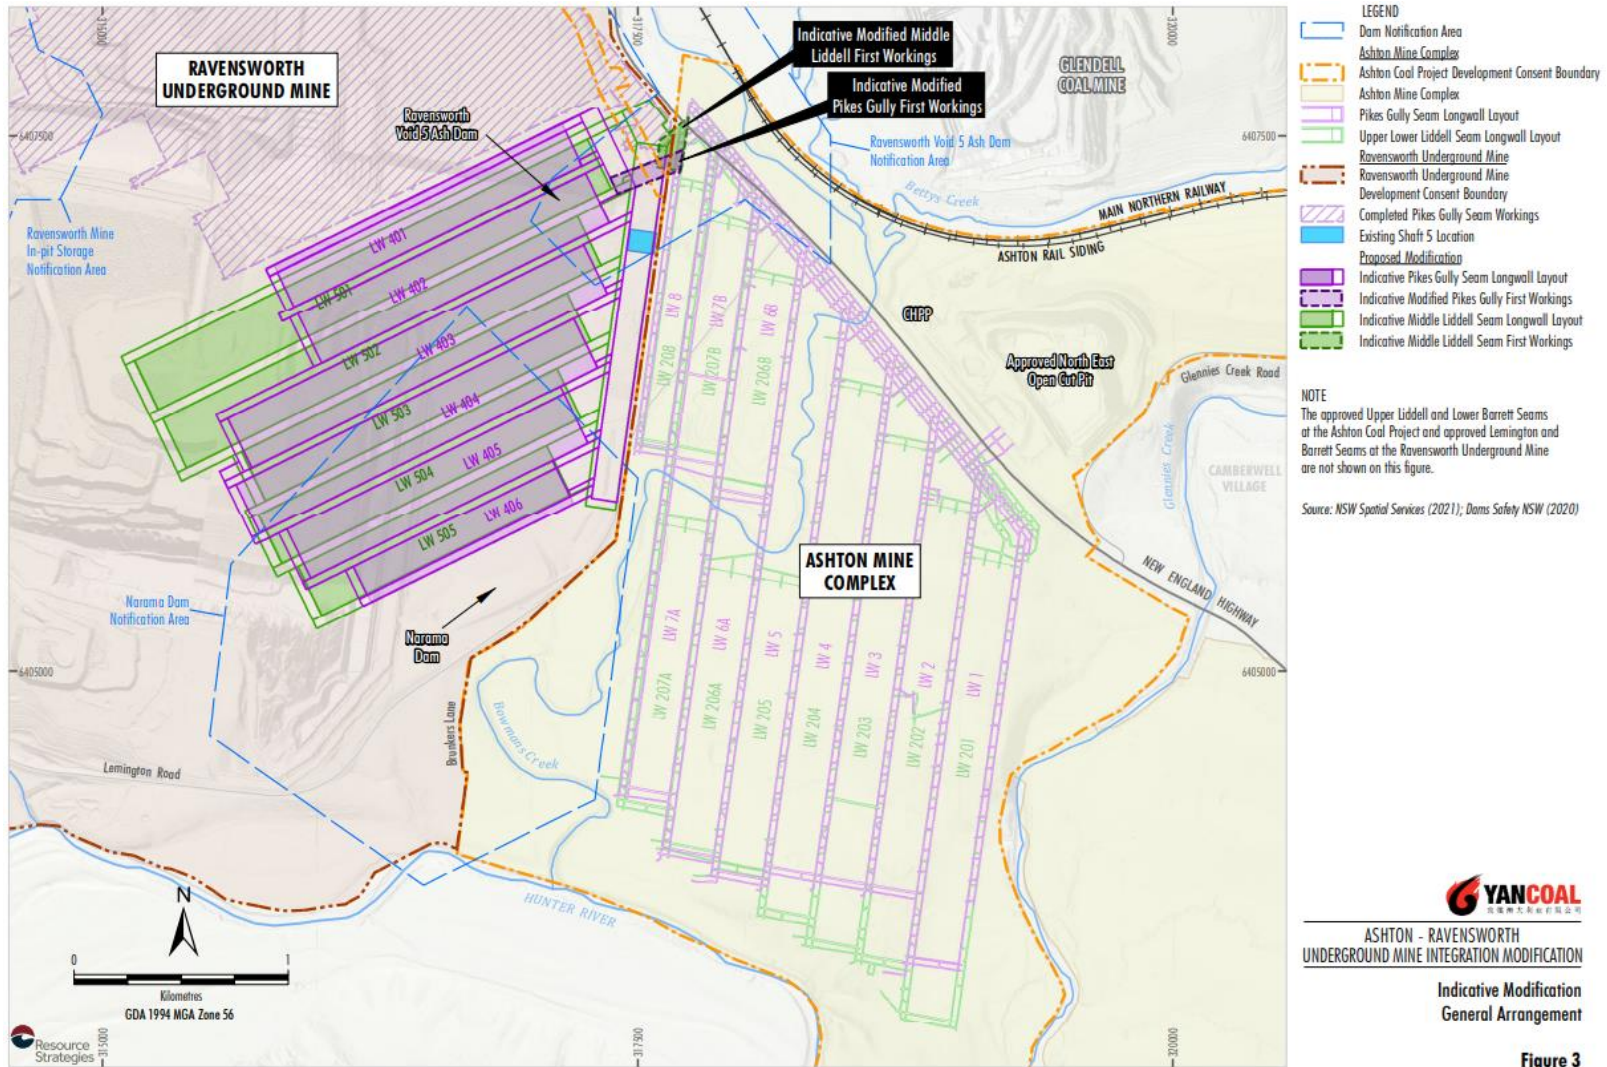 315000
317500
320000
RAVENSWORTH
UNDERGROUND MINE
Indicative Modified Middle
Liddell First Workings
Indicative Modified
Pikes Gully First Workings
GLENDELL
COAL MINE
Ravensworth
Void 5 Ash Dam
Ravensworth Void 5 Ash Dam
Notification Area
6407500
6407500
Bettys Creek
MAIN NORTHERN RAILWAY
ASHTON RAIL SIDING
Ravensworth Mine
In-pit Storage
Notification Area
LW 401
LW 501
LW 402
LW 502
LW 403
LW 503
LW 404
LW 504
LW 405
LW 505
LW 406
LN 8
LW 7B
LW 6B
LW 208
LW 207B
LW 206B
CHPP
Approved North East
Open Cut Pit
Glennies Creek Road
Glennies Creek
CAMBERWELL
VILLAGE
ASHTON MINE
COMPLEX
NEW ENGLAND HIGHWAY
Narama Dam
Notification Area
Narama
Dam
LW 7A
LW 6A
LW 5
LW 4
LW 3
LW 2
LW 1
6405000
6405000
LW 207A
LW 206A
LW 205
LW 204
LW 203
LW 202
LW 201
Brunkers Lane
Bowmans Creek
Lemington Road
HUNTER RIVER
N
0
1
Kilometres
GDA 1994 MGA Zone 56
Resource
Strategies
315000
317500
320000
LEGEND
Dam Notification Area
Ashton Mine Complex
Ashton Coal Project Development Consent Boundary
Ashton Mine Complex
Pikes Gully Seam Longwall Layout
Upper Lower Liddell Seam Longwall Layout
Ravensworth Underground Mine
Ravensworth Underground Mine
Development Consent Boundary
Completed Pikes Gully Seam Workings
Existing Shaft 5 Location
Proposed Modification
Indicative Pikes Gully Seam Longwall Layout
Indicative Modified Pikes Gully First Workings
Indicative Middle Liddell Seam Longwall Layout
Indicative Middle Liddell Seam First Workings
NOTE
The approved Upper Liddell and Lower Barrett Seams
at the Ashton Coal Project and approved Lemington and
Barrett Seams at the Ravensworth Underground Mine
are not shown on this figure.
Source: NSW Spatial Services (2021); Dams Safety NSW (2020)
YANCOAL
ASHTON - RAVENSWORTH
UNDERGROUND MINE INTEGRATION MODIFICATION
Indicative Modification
General Arrangement
Figure 3